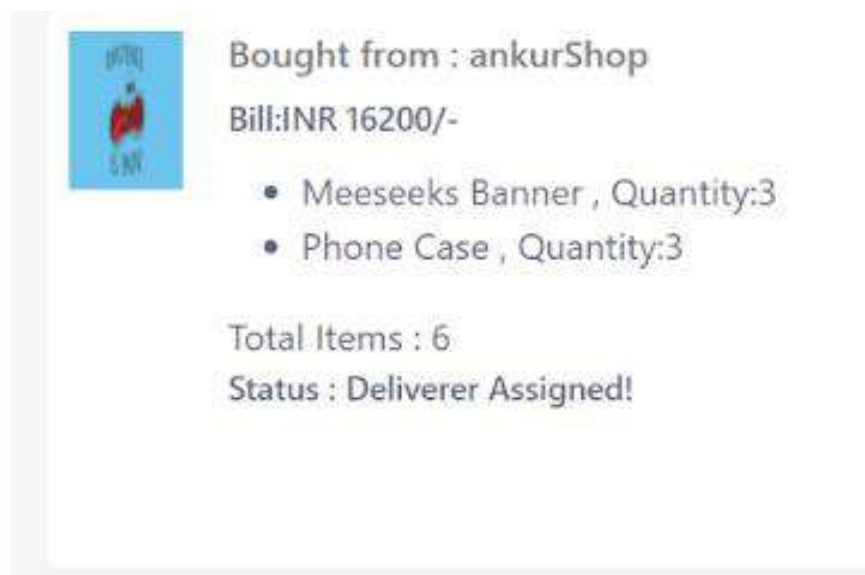 Bought from : ankurShop
Bill:INR 16200/-
• Meeseeks Banner , Quantity:3
• Phone Case , Quantity:3
Total Items : 6
Status : Deliverer Assigned!